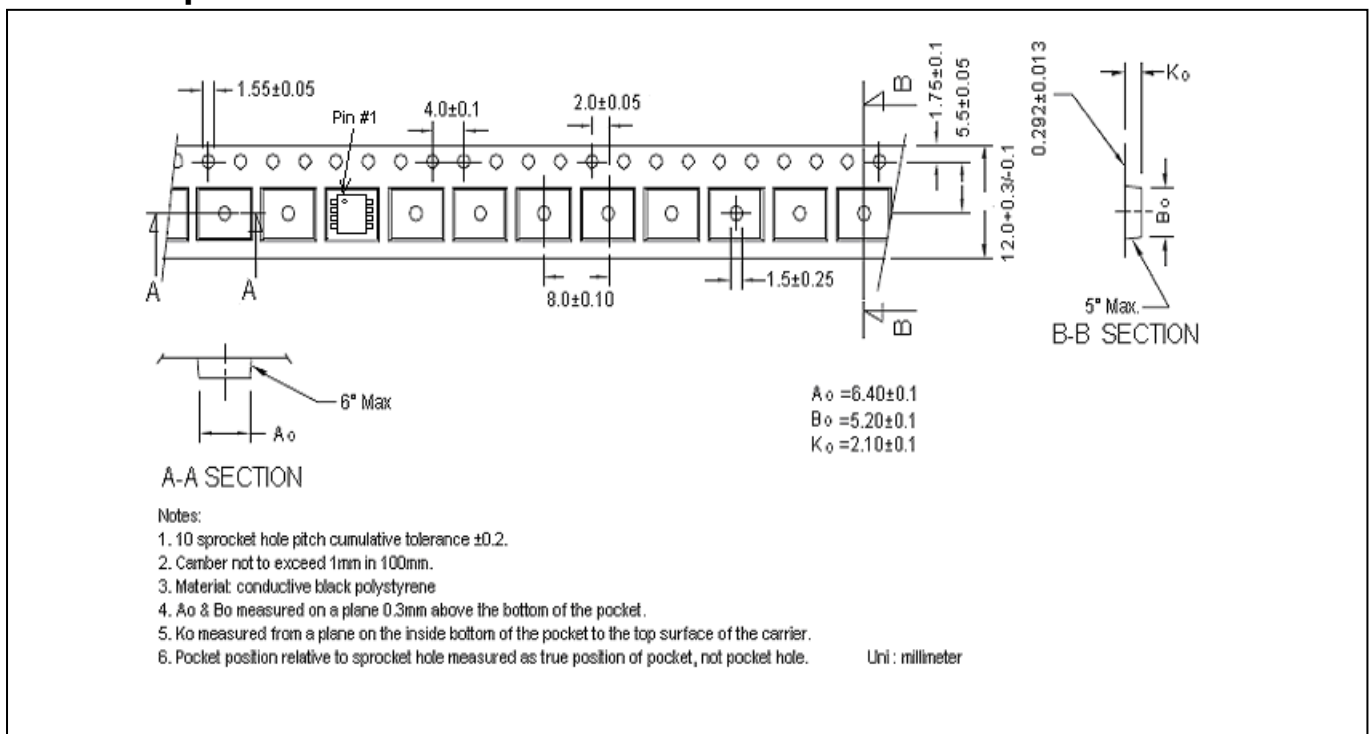 1.55±0.05
Pin #1
4.0±0.1
2.0±0.05
B
1.75±0.1
5.5±0.05
12.0+0.3/-0.1
0.292±0.013
Ko
Bo
5° Max.
B-B SECTION
A
A
8.0±0.10
1.5±0.25
B
6° Max
Ao
A-A SECTION
Ao =6.40±0.1
Bo =5.20±0.1
Ko =2.10±0.1
Notes:
1. 10 sprocket hole pitch cumulative tolerance ±0.2.
2. Camber not to exceed 1mm in 100mm.
3. Material: conductive black polystyrene
4. Ao & Bo measured on a plane 0.3mm above the bottom of the pocket.
5. Ko measured from a plane on the inside bottom of the pocket to the top surface of the carrier.
6. Pocket position relative to sprocket hole measured as true position of pocket, not pocket hole. Uni : millimeter